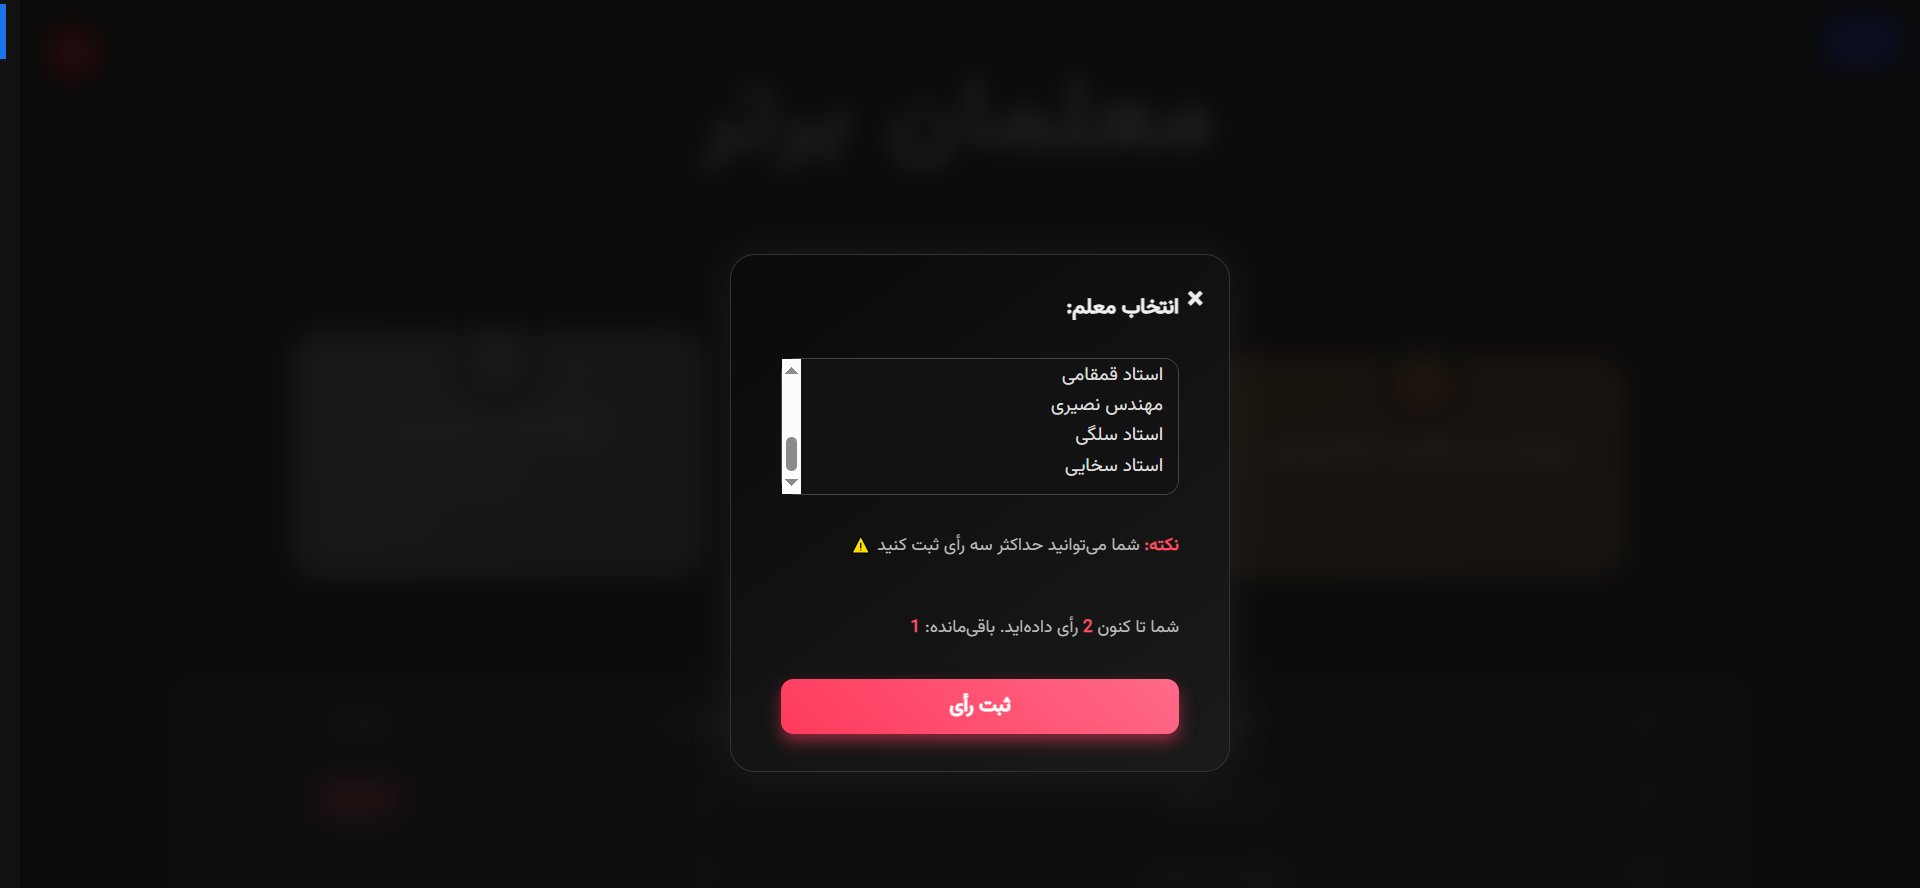 معلمان برتر
انتخاب معلم:
استاد قمقامی
مهندس نصیری
استاد سلگی
استاد سخایی
نکته: شما می‌توانید حداکثر سه رأی ثبت کنید ⚠️
شما تا کنون 2 رأی داده‌اید. باقی‌مانده: 1
ثبت رأی